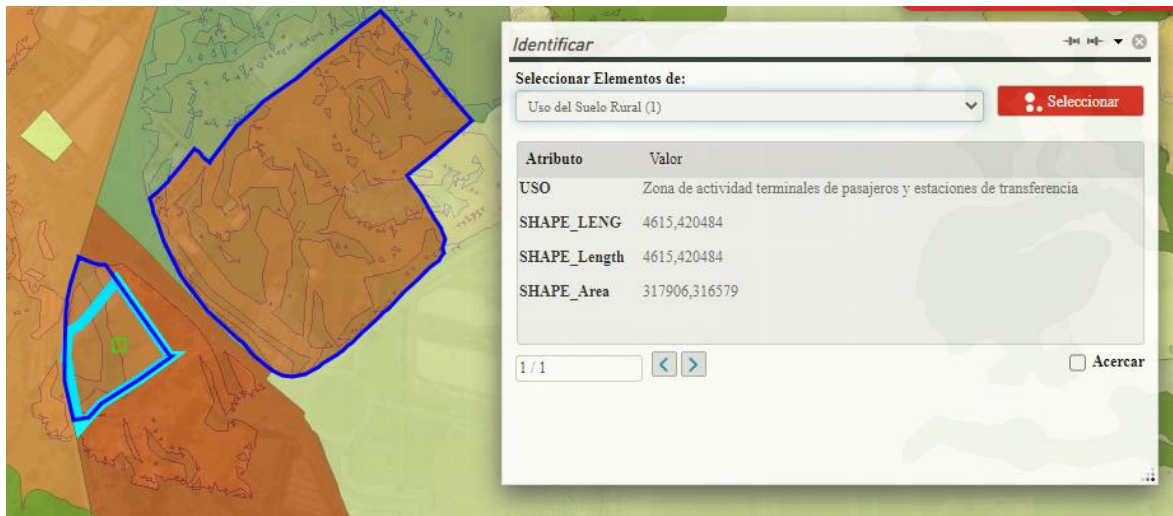 Identificar
Seleccionar Elementos de:
Uso del Suelo Rural (1)
Seleccionar
Atributo Valor
USO Zona de actividad terminales de pasajeros y estaciones de transferencia
SHAPE_LENG 4615,420484
SHAPE_Length 4615,420484
SHAPE_Area 317906,316579
1 / 1
Acercar